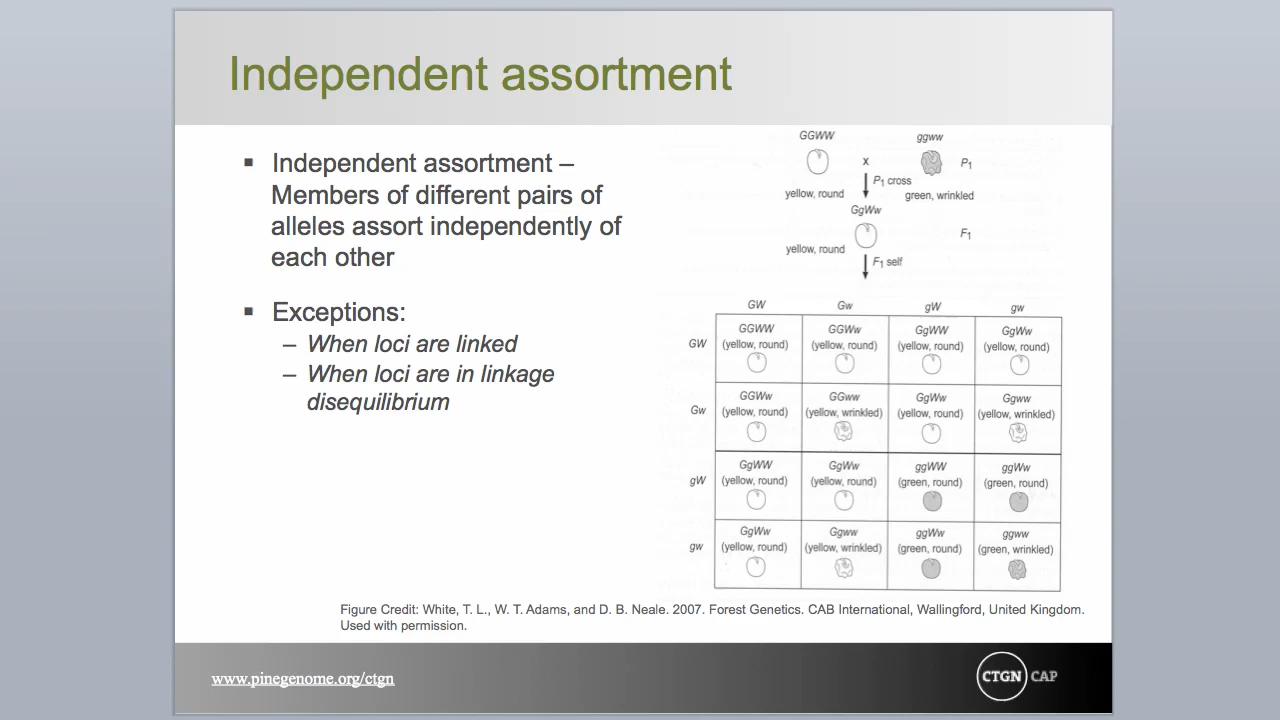 Independent assortment
▪ Independent assortment –
Members of different pairs of
alleles assort independently of
each other
▪ Exceptions:
– When loci are linked
– When loci are in linkage
disequilibrium
GGWW ggww
x P1
P1 cross
yellow, round green, wrinkled
GgWw
F1
yellow, round
F1 self
GW Gw gW gw
GW GGWW GGWw GgWW GgWw
(yellow, round) (yellow, round) (yellow, round) (yellow, round)
Gw GGWw GGww GgWw Ggww
(yellow, round) (yellow, wrinkled) (yellow, round) (yellow, wrinkled)
gW GgWW GgWw ggWW ggWw
(yellow, round) (yellow, round) (green, round) (green, round)
gw GgWw Ggww ggWw ggww
(yellow, round) (yellow, wrinkled) (green, round) (green, wrinkled)
Figure Credit: White, T. L., W. T. Adams, and D. B. Neale. 2007. Forest Genetics. CAB International, Wallingford, United Kingdom.
Used with permission.
www.pinegenome.org/ctgn
CTGN CAP